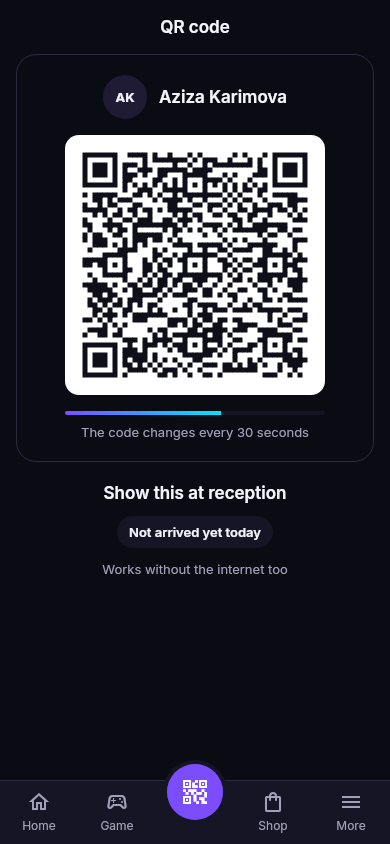 QR code
AK
Aziza Karimova
The code changes every 30 seconds
Show this at reception
Not arrived yet today
Works without the internet too
Home
Game
Shop
More